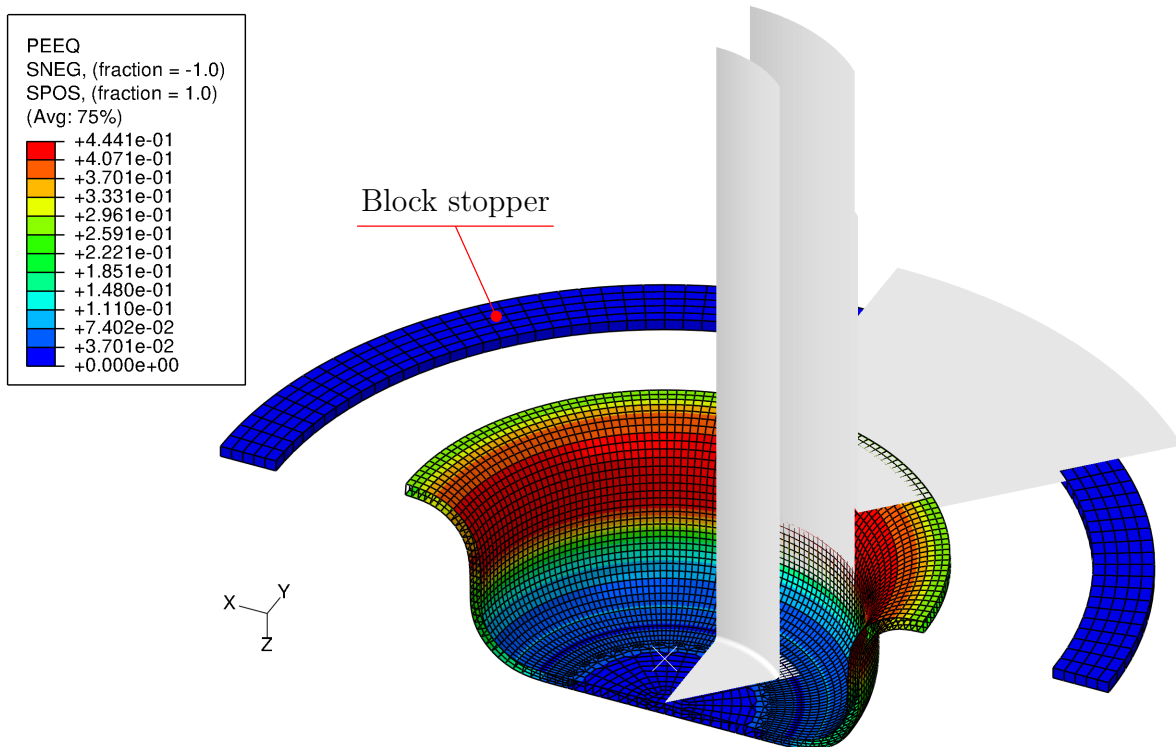 PEEQ
SNEG, (fraction = -1.0)
SPOS, (fraction = 1.0)
(Avg: 75%)
+4.441e-01
+4.071e-01
+3.701e-01
+3.331e-01
+2.961e-01
+2.591e-01
+2.221e-01
+1.851e-01
+1.480e-01
+1.110e-01
+7.402e-02
+3.701e-02
+0.000e+00
Block stopper
X
Y
Z